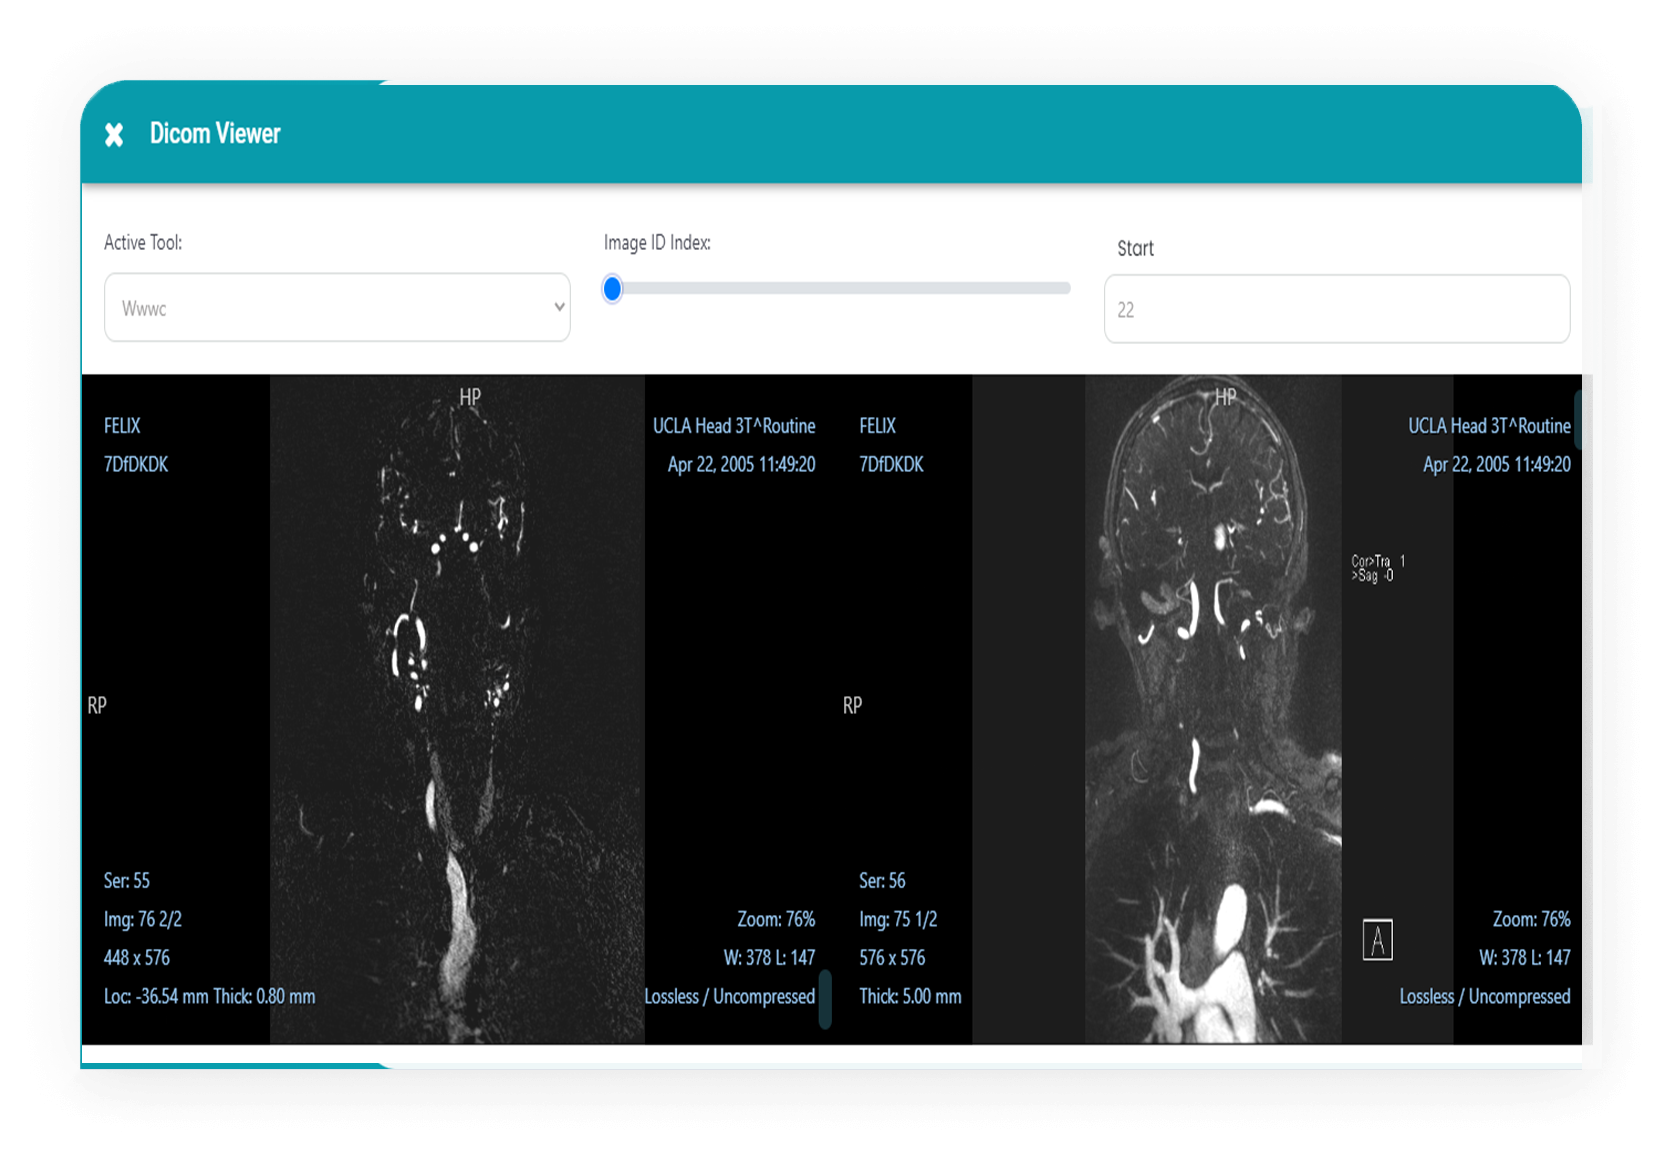 Dicom Viewer
Active Tool:
Wwwc
Image ID Index:
Start
22
HP
FELIX
7DfDKDK
UCLA Head 3T^Routine
Apr 22, 2005 11:49:20
RP
Ser: 55
Img: 76 2/2
448 x 576
Loc: -36.54 mm Thick: 0.80 mm
Zoom: 76%
W: 378 L: 147
Lossless / Uncompressed
HP
FELIX
7DfDKDK
UCLA Head 3T^Routine
Apr 22, 2005 11:49:20
Cor>Tra 1
>Sag -0
RP
A
Ser: 56
Img: 75 1/2
576 x 576
Thick: 5.00 mm
Zoom: 76%
W: 378 L: 147
Lossless / Uncompressed